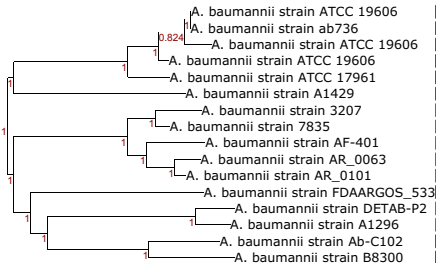 A. baumannii strain ATCC 19606
A. baumannii strain ab736
0.824
A. baumannii strain ATCC 19606
1
A. baumannii strain ATCC 19606
1
A. baumannii strain ATCC 17961
1
A. baumannii strain A1429
1
A. baumannii strain 3207
1
A. baumannii strain 7835
1
A. baumannii strain AF-401
1
A. baumannii strain AR_0063
1
A. baumannii strain AR_0101
1
A. baumannii strain FDAARGOS_533
1
A. baumannii strain DETAB-P2
1
A. baumannii strain A1296
1
A. baumannii strain Ab-C102
1
A. baumannii strain B8300
1